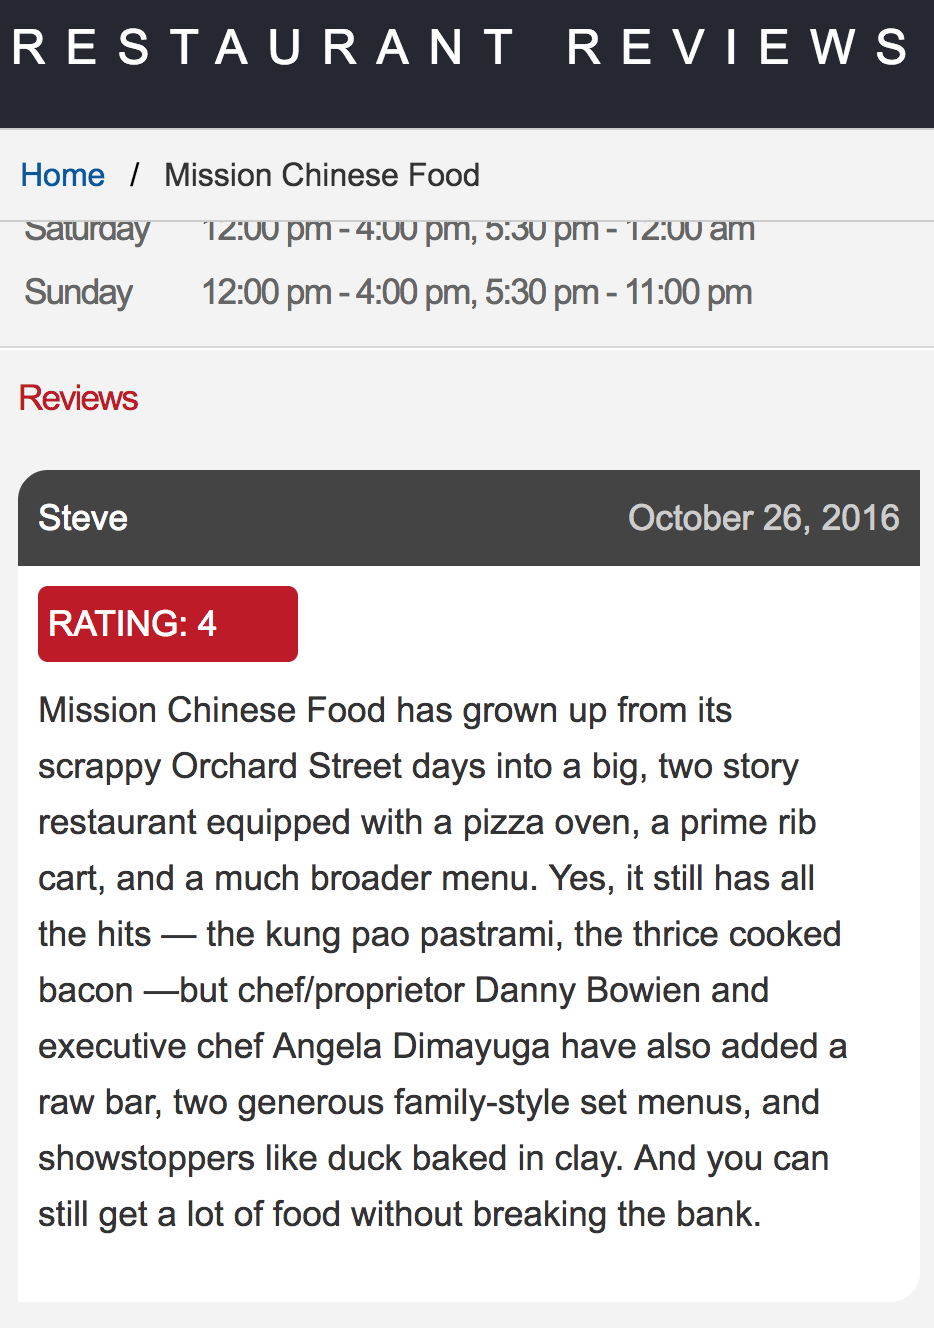 RESTAURANT REVIEWS
Home / Mission Chinese Food
Saturday 12:00 pm - 4:00 pm, 5:30 pm - 12:00 am
Sunday 12:00 pm - 4:00 pm, 5:30 pm - 11:00 pm
Reviews
Steve October 26, 2016
RATING: 4
Mission Chinese Food has grown up from its
scrappy Orchard Street days into a big, two story
restaurant equipped with a pizza oven, a prime rib
cart, and a much broader menu. Yes, it still has all
the hits — the kung pao pastrami, the thrice cooked
bacon —but chef/proprietor Danny Bowien and
executive chef Angela Dimayuga have also added a
raw bar, two generous family-style set menus, and
showstoppers like duck baked in clay. And you can
still get a lot of food without breaking the bank.